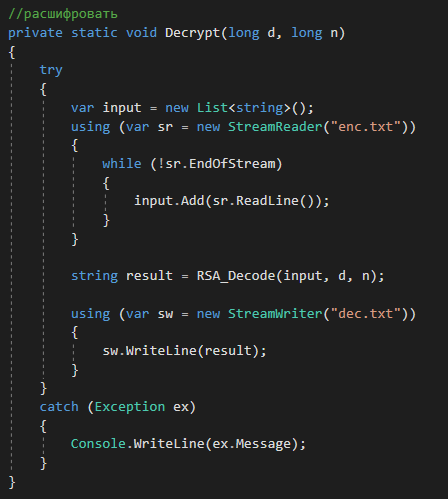 //расшифровать
private static void Decrypt(long d, long n)
{
    try
    {
        var input = new List<string>();
        using (var sr = new StreamReader("enc.txt"))
        {
            while (!sr.EndOfStream)
            {
                input.Add(sr.ReadLine());
            }
        }

        string result = RSA_Decode(input, d, n);

        using (var sw = new StreamWriter("dec.txt"))
        {
            sw.WriteLine(result);
        }
    }
    catch (Exception ex)
    {
        Console.WriteLine(ex.Message);
    }
}